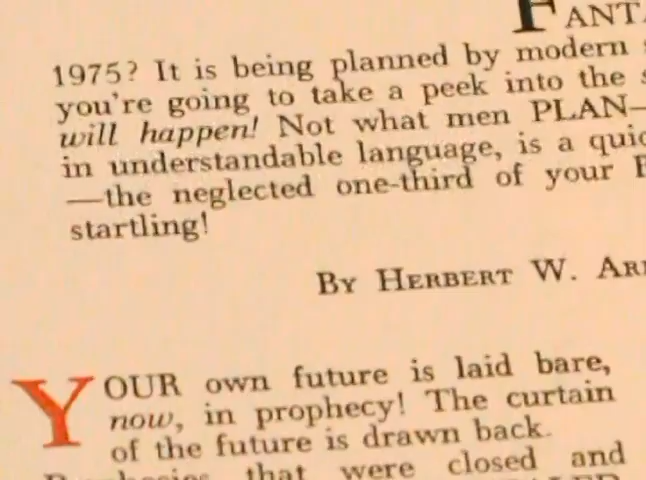 FANT
1975? It is being planned by modern
you're going to take a peek into the
will happen! Not what men PLAN—
in understandable language, is a quic
—the neglected one-third of your
startling!
BY HERBERT W. AR
YOUR own future is laid bare,
now, in prophecy! The curtain
of the future is drawn back.
that were closed and